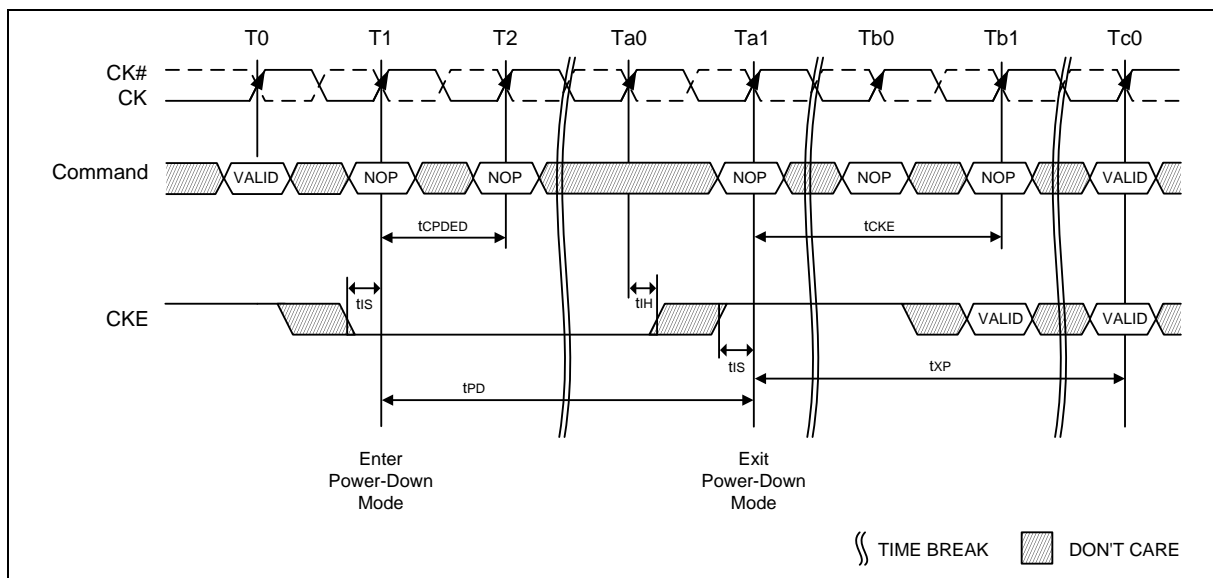 T0 T1 T2 Ta0 Ta1 Tb0 Tb1 Tc0
CK#
CK
Command VALID NOP NOP NOP NOP NOP VALID
tCPDED tCKE
tIS tIH
CKE VALID VALID
tIS
tPD tXP
Enter
Power-Down
Mode
Exit
Power-Down
Mode
TIME BREAK DON'T CARE